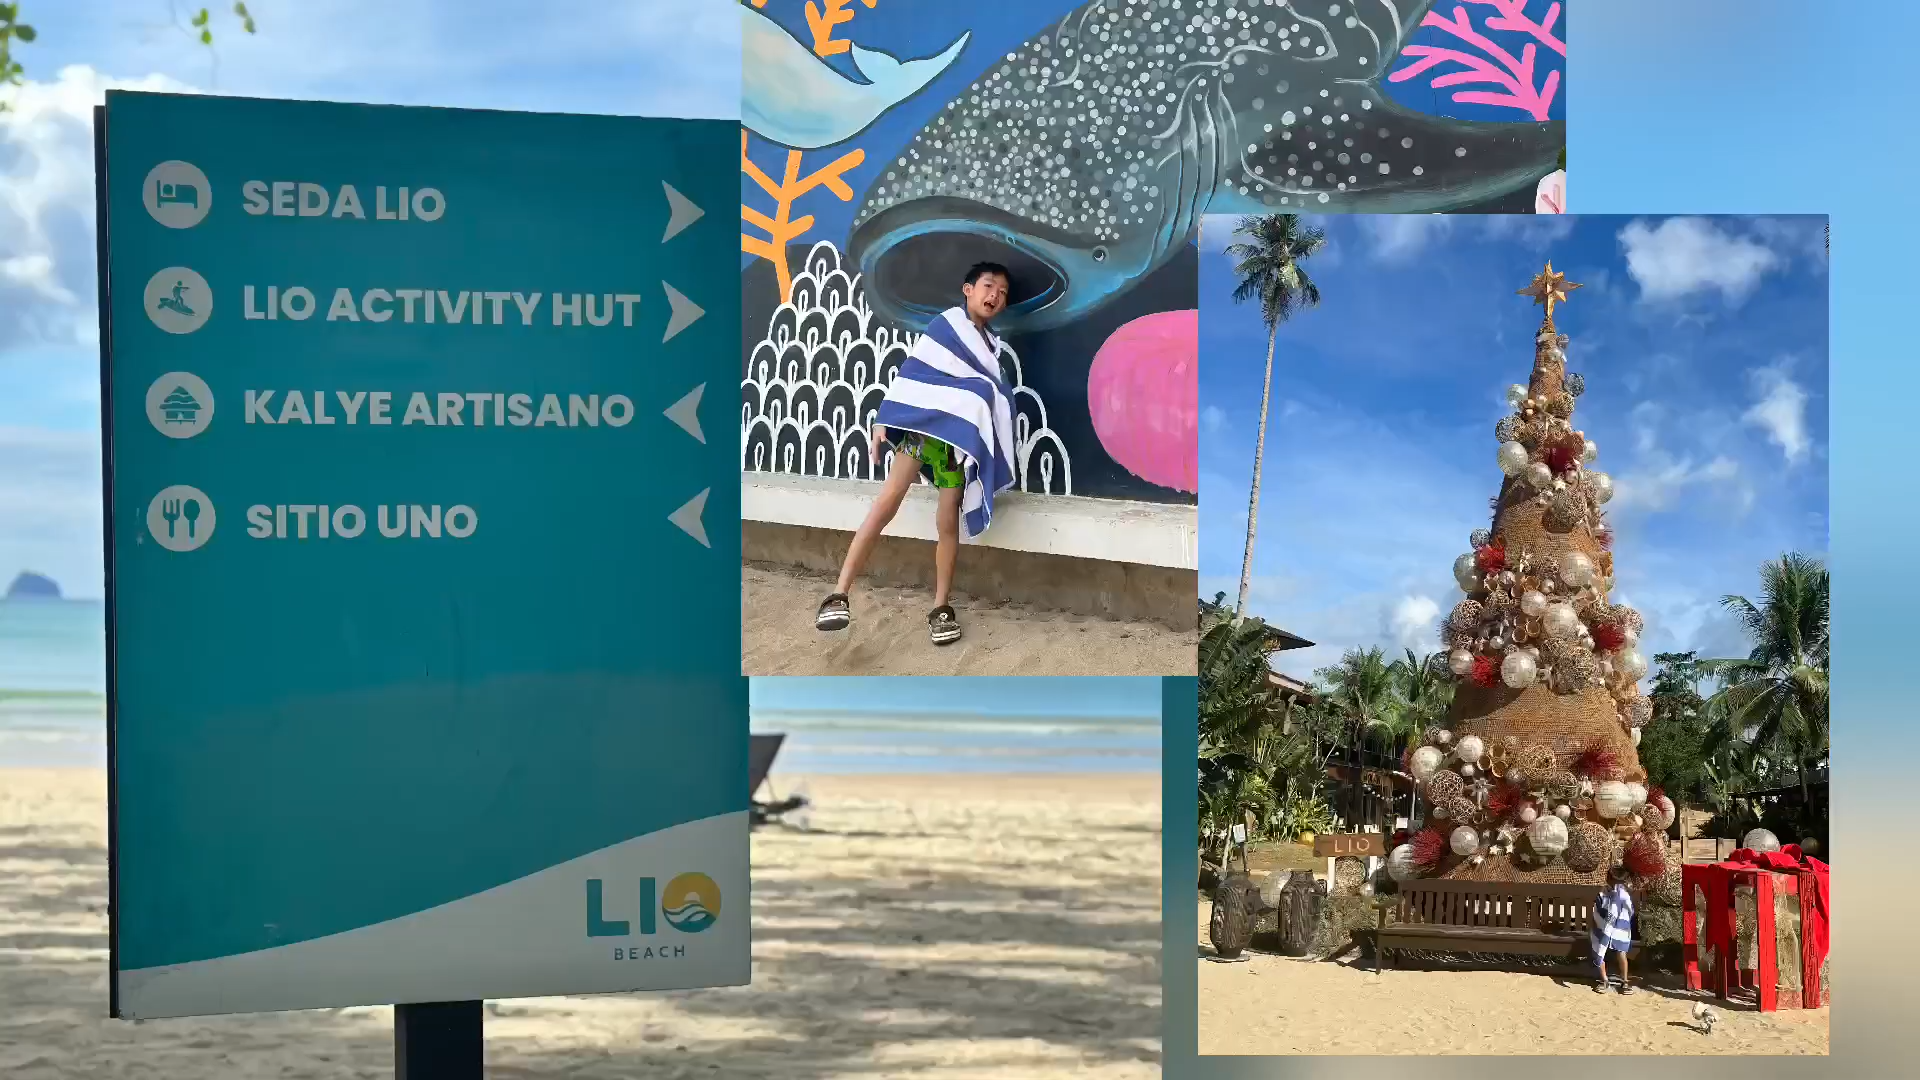 SEDA LIO
LIO ACTIVITY HUT
KALYE ARTISANO
SITIO UNO
LIO
BEACH
LIO